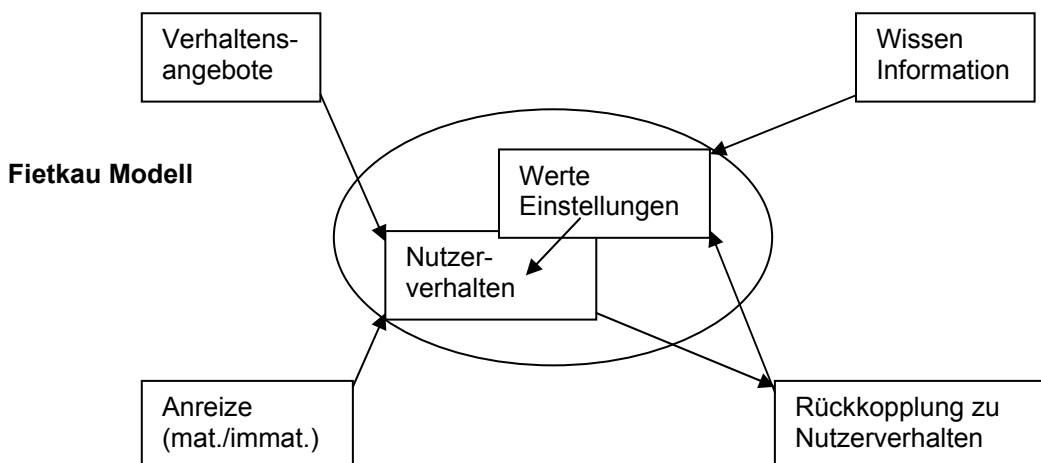 Verhaltens-
angebote
Wissen
Information
Fietkau Modell
Werte
Einstellungen
Nutzer-
verhalten
Anreize
(mat./immat.)
Rückkopplung zu
Nutzerverhalten